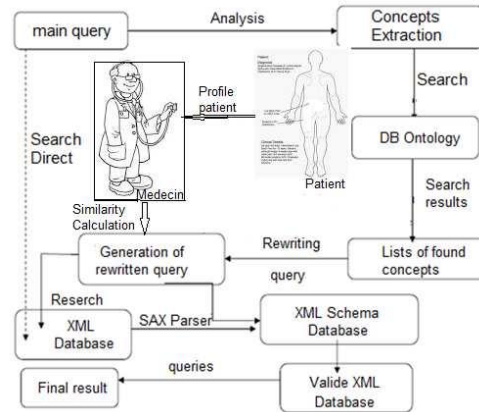 Analysis
main query
Concepts
Extraction
Profile
patient
Search
Search
Direct
DB Ontology
Medecin
Patient
Similarity
Calculation
Search
results
Generation of
rewritten query
Rewriting
query
Lists of found
concepts
Reserch
XML
Database
SAX Parser
XML Schema
Database
queries
Final result
Valide XML
Database